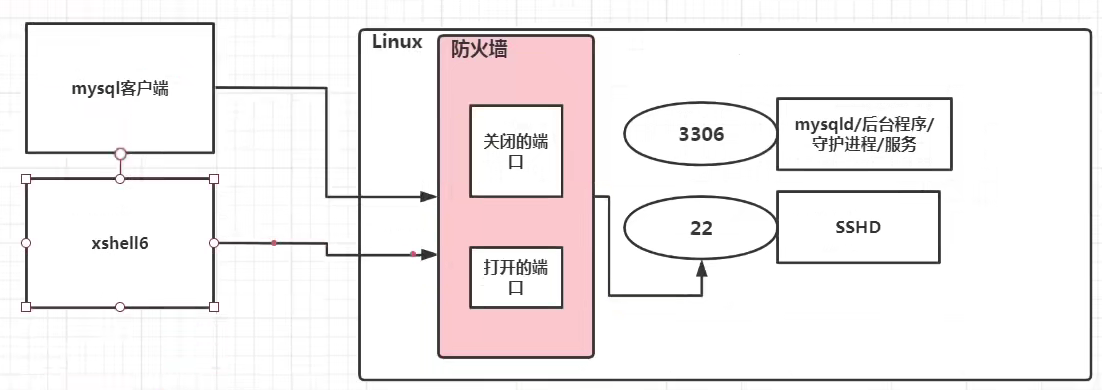 mysql客户端
xshell6
Linux
防火墙
关闭的端
口
打开的端
口
3306
mysqld/后台程序/
守护进程/服务
22
SSHD